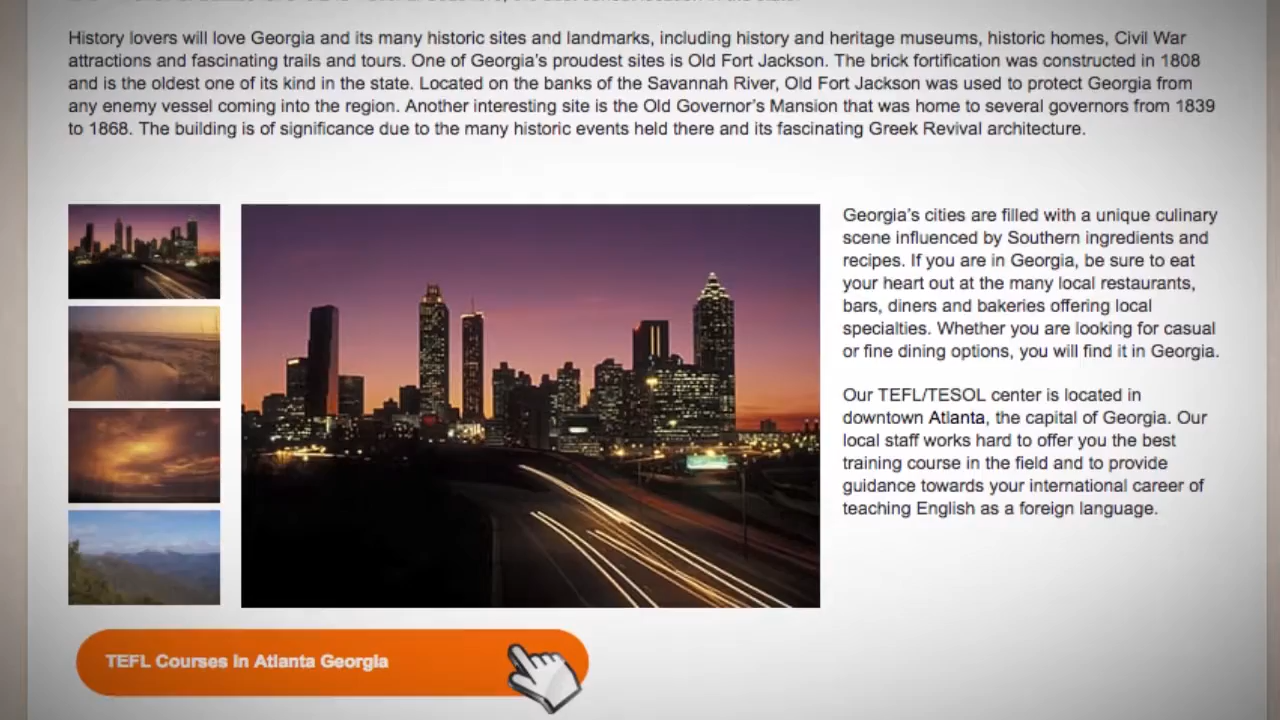 History lovers will love Georgia and its many historic sites and landmarks, including history and heritage museums, historic homes, Civil War
attractions and fascinating trails and tours. One of Georgia's proudest sites is Old Fort Jackson. The brick fortification was constructed in 1808
and is the oldest one of its kind in the state. Located on the banks of the Savannah River, Old Fort Jackson was used to protect Georgia from
any enemy vessel coming into the region. Another interesting site is the Old Governor's Mansion that was home to several governors from 1839
to 1868. The building is of significance due to the many historic events held there and its fascinating Greek Revival architecture.
Georgia's cities are filled with a unique culinary
scene influenced by Southern ingredients and
recipes. If you are in Georgia, be sure to eat
your heart out at the many local restaurants,
bars, diners and bakeries offering local
specialties. Whether you are looking for casual
or fine dining options, you will find it in Georgia.
Our TEFL/TESOL center is located in
downtown Atlanta, the capital of Georgia. Our
local staff works hard to offer you the best
training course in the field and to provide
guidance towards your international career of
teaching English as a foreign language.
TEFL Courses in Atlanta Georgia